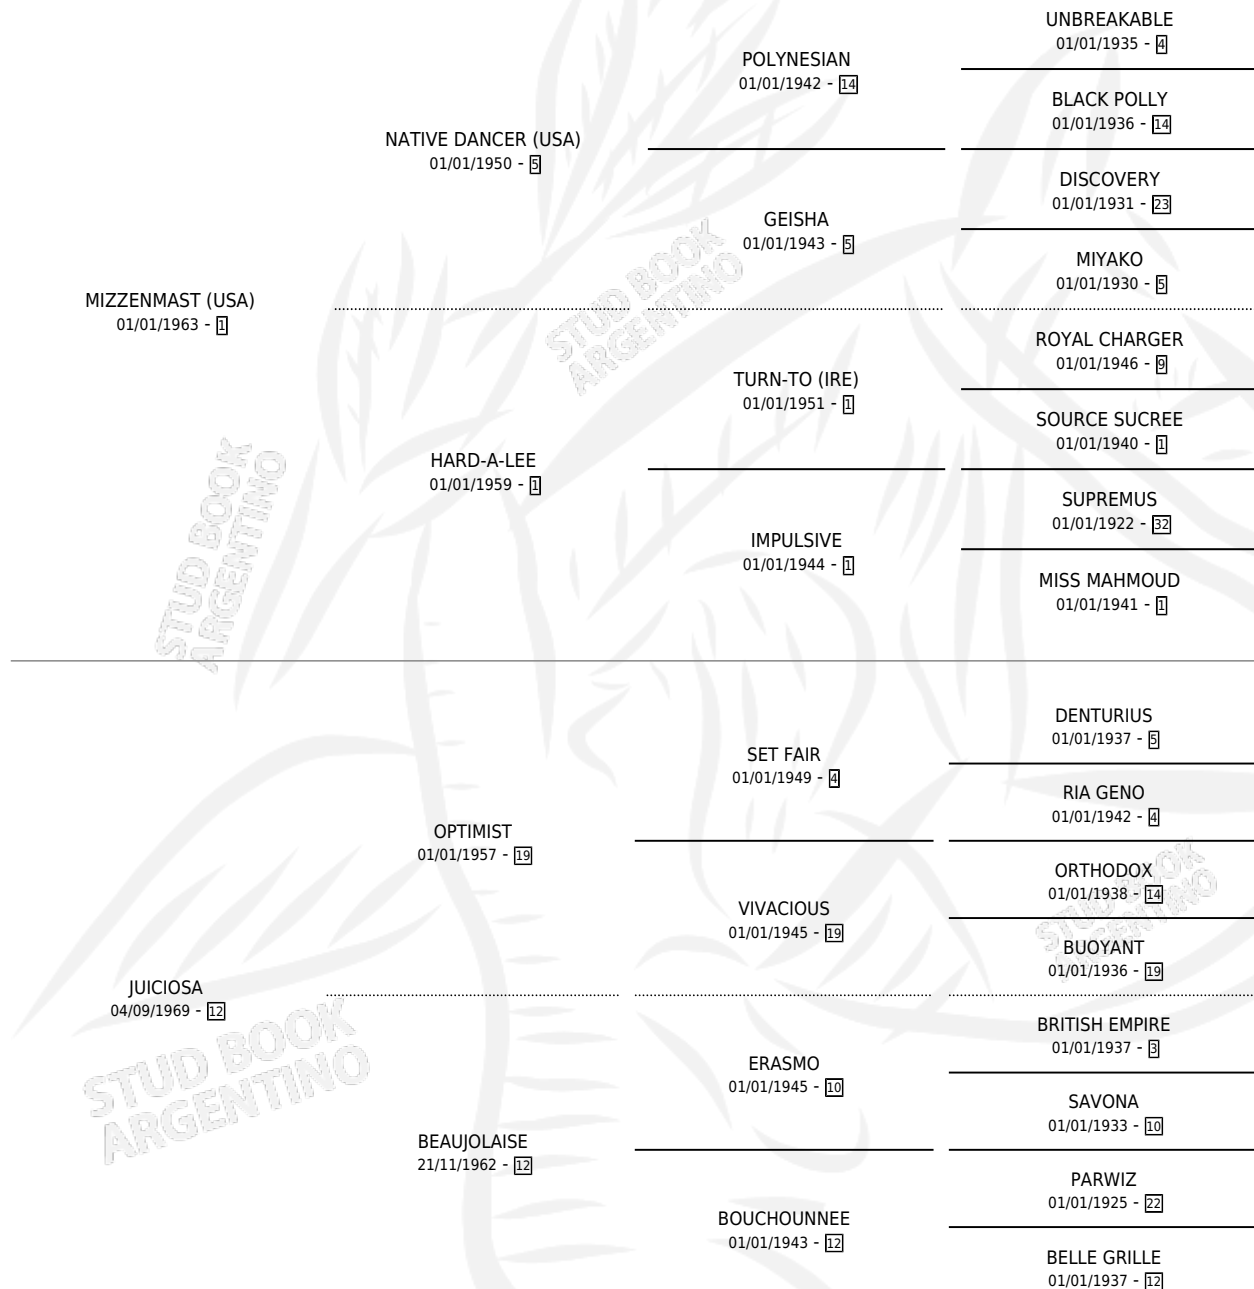 UNBREAKABLE
01/01/1935 - 4
POLYNESIAN
01/01/1942 - 14
BLACK POLLY
01/01/1936 - 14
NATIVE DANCER (USA)
01/01/1950 - 5
DISCOVERY
01/01/1931 - 23
GEISHA
01/01/1943 - 5
MIYAKO
01/01/1930 - 5
MIZZENMAST (USA)
01/01/1963 - 1
ROYAL CHARGER
01/01/1946 - 9
TURN-TO (IRE)
01/01/1951 - 1
SOURCE SUCREE
01/01/1940 - 1
HARD-A-LEE
01/01/1959 - 1
SUPREMUS
01/01/1922 - 32
IMPULSIVE
01/01/1944 - 1
MISS MAHMOUD
01/01/1941 - 1
DENTURIUS
01/01/1937 - 5
SET FAIR
01/01/1949 - 4
RIA GENO
01/01/1942 - 4
OPTIMIST
01/01/1957 - 19
ORTHODOX
01/01/1938 - 14
VIVACIOUS
01/01/1945 - 19
BUOYANT
01/01/1936 - 19
JUICIOSA
04/09/1969 - 12
BRITISH EMPIRE
01/01/1937 - 3
ERASMO
01/01/1945 - 10
SAVONA
01/01/1933 - 10
BEAUJOLAISE
21/11/1962 - 12
PARWIZ
01/01/1925 - 22
BOUCHOUNNEE
01/01/1943 - 12
BELLE GRILLE
01/01/1937 - 12
STUD BOOK
ARGENTINO
STUD BOOK
ARGENTINO
STUD BOOK
ARGENTINO
STUD BOOK
ARGENTINO